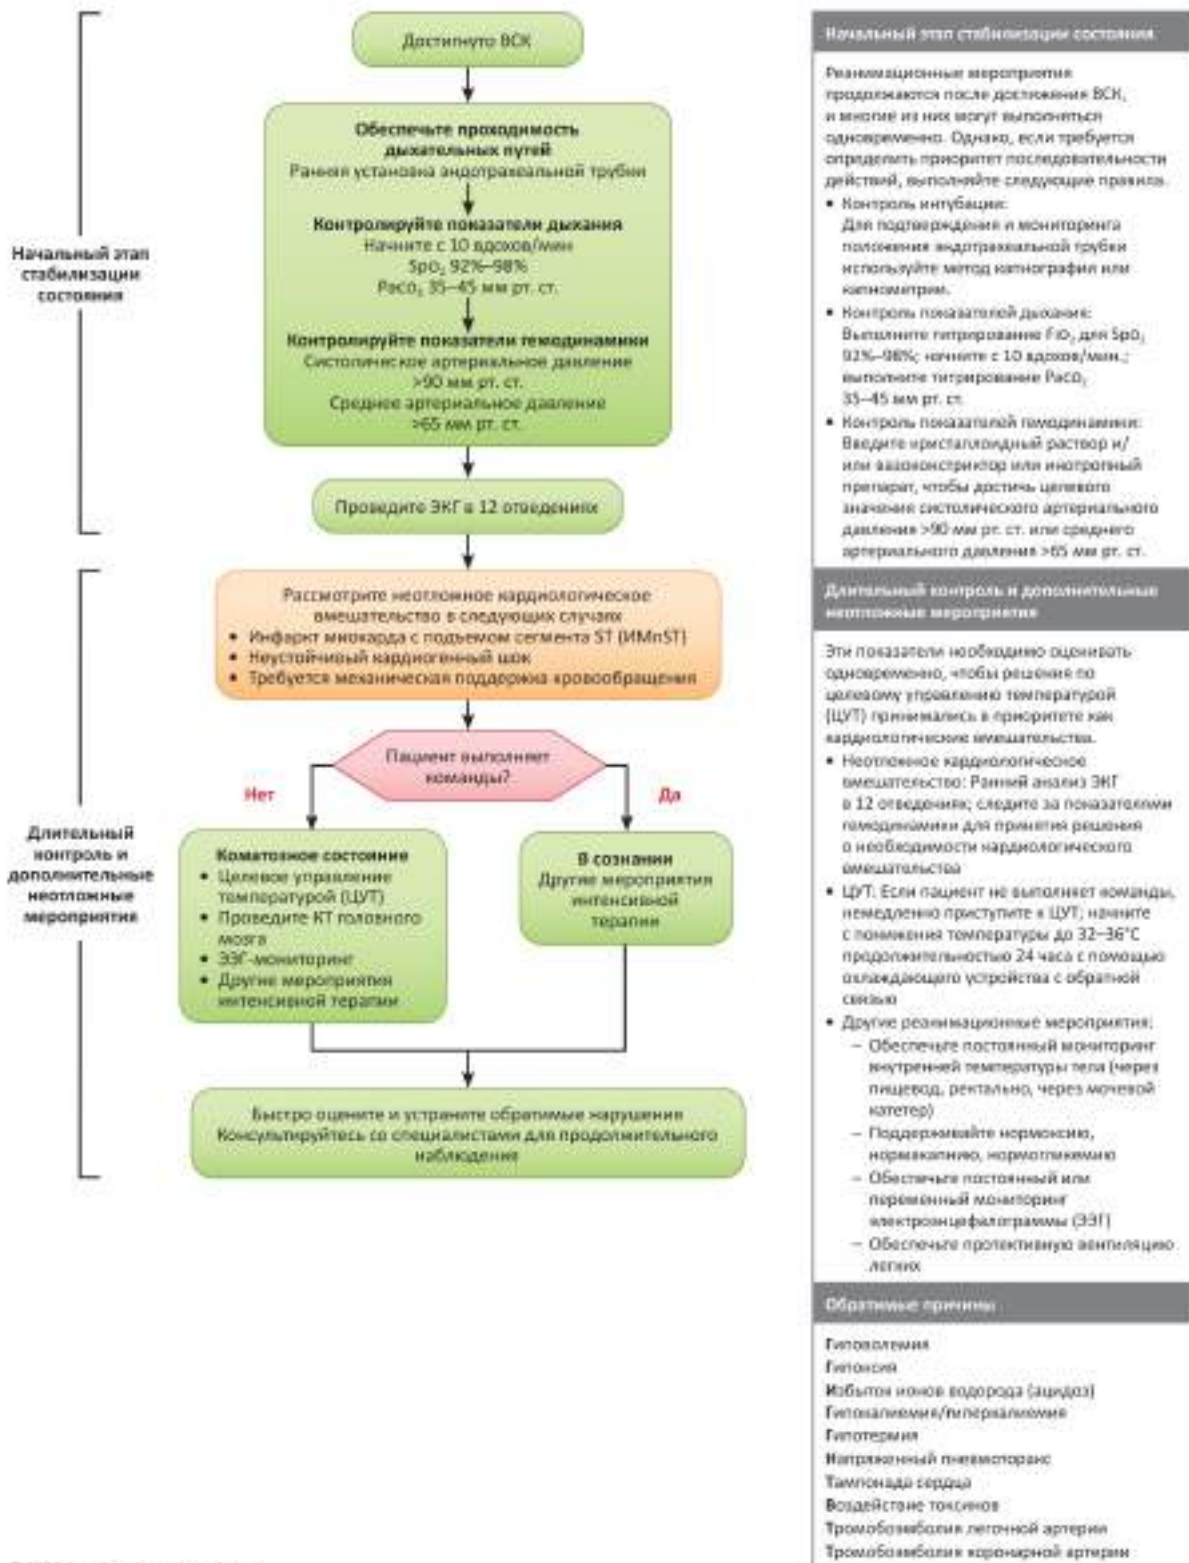 Достигнуто ВСК
Обеспечьте проходимость
дыхательных путей
Ранняя установка эндотрахеальной трубки
Контролируйте показатели дыхания
Начните с 10 вдохов/мин
SpO₂ 92%–98%
PaCO₂ 35–45 мм рт. ст.
Контролируйте показатели гемодинамики
Систолическое артериальное давление
>90 мм рт. ст.
Среднее артериальное давление
>65 мм рт. ст.
Проведите ЭКГ в 12 отведениях
Начальный этап
стабилизации
состояния
Рассмотрите неотложное кардиологическое
вмешательство в следующих случаях
• Инфаркт миокарда с подъемом сегмента ST (ИМпST)
• Неустойчивый кардиогенный шок
• Требуется механическая поддержка кровообращения
Пациент выполняет
команды?
Нет
Да
Коматозное состояние
• Целевое управление
температурой (ЦУТ)
• Проведите КТ головного
мозга
• ЭЭГ-мониторинг
• Другие мероприятия
интенсивной терапии
В сознании
Другие мероприятия
интенсивной
терапии
Длительный
контроль и
дополнительные
неотложные
мероприятия
Быстро оцените и устраните обратимые нарушения
Консультируйтесь со специалистами для продолжительного
наблюдения
Начальный этап стабилизации состояния
Реанимационные мероприятия
продолжаются после достижения ВСК,
и многие из них могут выполняться
одновременно. Однако, если требуется
определить приоритет последовательности
действий, выполняйте следующие правила.
• Контроль интубации:
Для подтверждения и мониторинга
положения эндотрахеальной трубки
используйте метод капнографии или
капнометрии.
• Контроль показателей дыхания:
Выполните титрирование FiO₂ для SpO₂
92%–98%; начните с 10 вдохов/мин.;
выполните титрирование PaCO₂
35–45 мм рт. ст.
• Контроль показателей гемодинамики:
Введите кристаллоидный раствор и/
или вазоконстриктор или инотропный
препарат, чтобы достичь целевого
значения систолического артериального
давления >90 мм рт. ст. или среднего
артериального давления >65 мм рт. ст.
Длительный контроль и дополнительные
неотложные мероприятия
Эти показатели необходимо оценивать
одновременно, чтобы решения по
целевому управлению температурой
(ЦУТ) принимались в приоритете как
кардиологические вмешательства.
• Неотложное кардиологическое
вмешательство: Ранний анализ ЭКГ
в 12 отведениях; следите за показателями
гемодинамики для принятия решения
о необходимости кардиологического
вмешательства
• ЦУТ. Если пациент не выполняет команды,
немедленно приступите к ЦУТ; начните
с понижения температуры до 32–36°C
продолжительностью 24 часа с помощью
охлаждающего устройства с обратной
связью
• Другие реанимационные мероприятия:
– Обеспечьте постоянный мониторинг
внутренней температуры тела (через
пищевод, ректально, через мочевой
катетер)
– Поддерживайте нормоксию,
нормокапнию, нормогликемию
– Обеспечьте постоянный или
переменный мониторинг
электроэнцефалограммы (ЭЭГ)
– Обеспечьте протективную вентиляцию
легких
Обратимые причины
Гиповолемия
Гипоксия
Избыток ионов водорода (ацидоз)
Гипокалиемия/гиперкалиемия
Гипотермия
Напряженный пневмоторакс
Тампонада сердца
Воздействие токсинов
Тромбоэмболия легочной артерии
Тромбоэмболия коронарной артерии